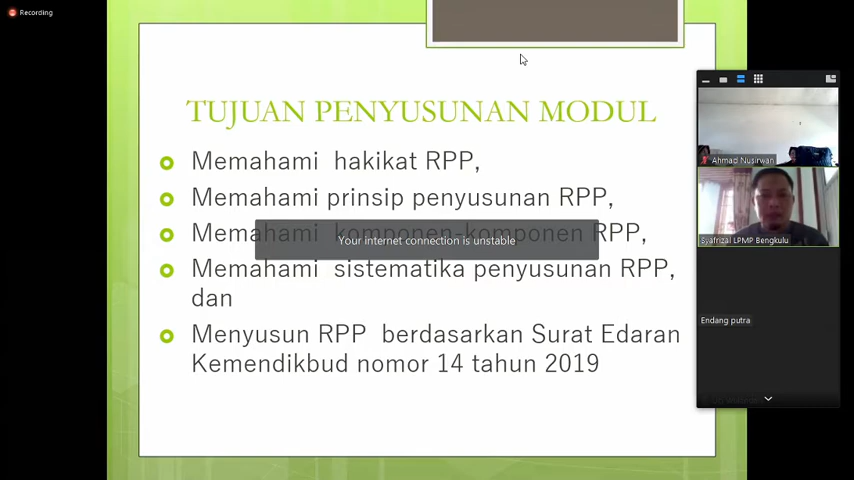 Recording
TUJUAN PENYUSUNAN MODUL
Memahami hakikat RPP,
Memahami prinsip penyusunan RPP,
Memahami komponen-komponen RPP,
Your internet connection is unstable
Memahami sistematika penyusunan RPP,
dan
Menyusun RPP berdasarkan Surat Edaran
Kemendikbud nomor 14 tahun 2019
Ahmad Nusirwan
Syafrizal LPMP Bengkulu
Endang putra